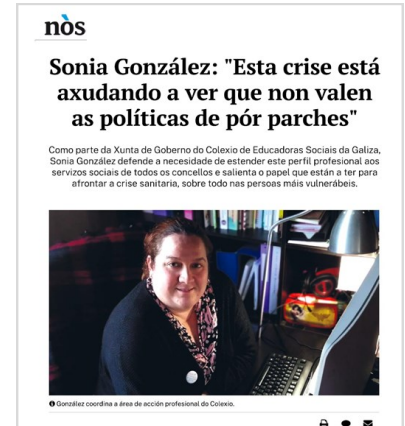 nòs
Sonia González: "Esta crise está
axudando a ver que non valen
as políticas de pór parches"
Como parte da Xunta de Goberno do Colexio de Educadoras Sociais da Galiza,
Sonia González defende a necesidade de estender este perfil profesional aos
servizos sociais de todos os concellos e salienta o papel que están a ter para
afrontar a crise sanitaria, sobre todo nas persoas máis vulnerábeis.
González coordina a área de acción profesional do Colexio.